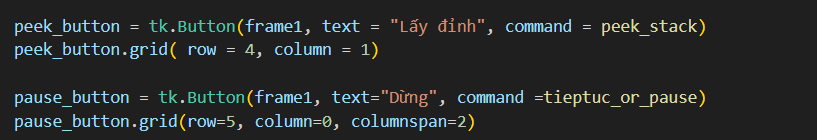 peek_button = tk.Button(frame1, text = "Lấy đỉnh", command = peek_stack)
peek_button.grid( row = 4, column = 1)
pause_button = tk.Button(frame1, text="Dừng", command =tieptuc_or_pause)
pause_button.grid(row=5, column=0, columnspan=2)